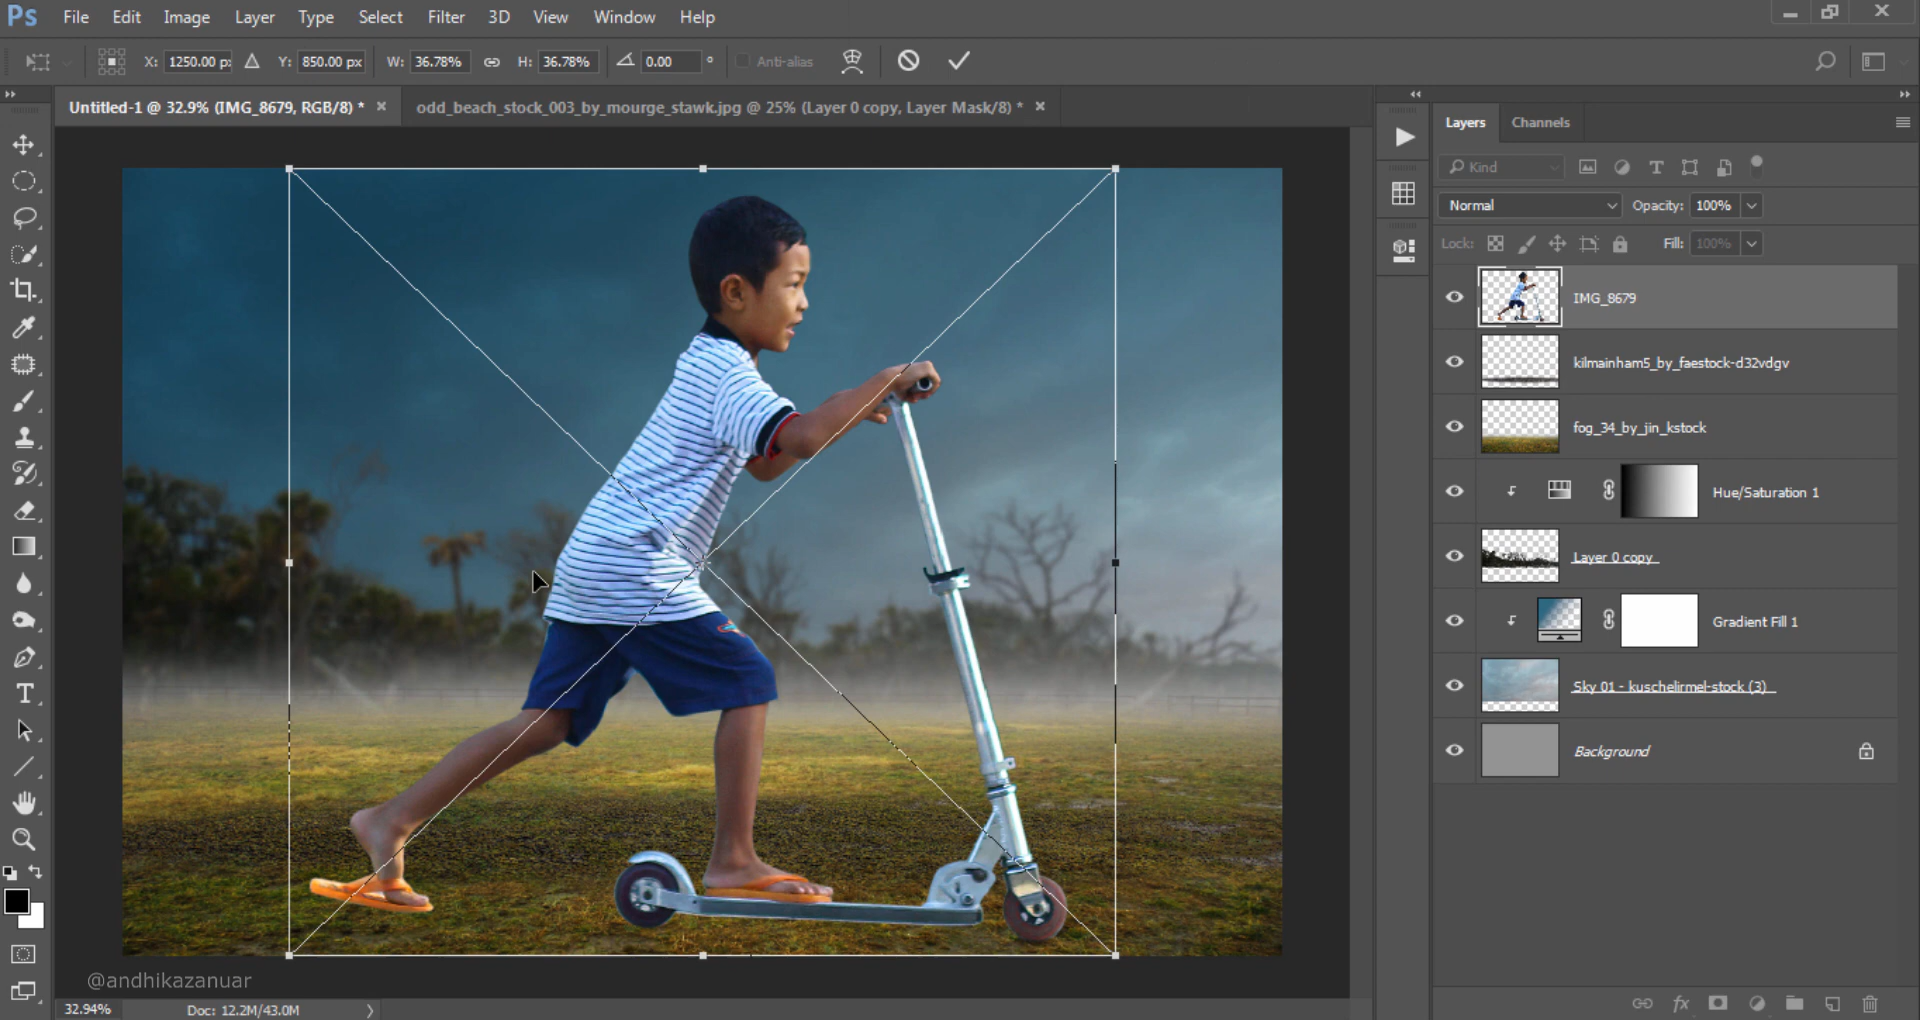 Ps File Edit Image Layer Type Select Filter 3D View Window Help
X: 1250.00 p: Y: 850.00 px W: 36.78% H: 36.78% 0.00 ° Anti-alias
Untitled-1 @ 32.9% (IMG_8679, RGB/8) * × odd_beach_stock_003_by_mourge_stawk.jpg @ 25% (Layer 0 copy, Layer Mask/8) * ×
Layers Channels
Kind
Normal Opacity: 100%
Lock: Fill: 100%
IMG_8679
kilmainham5_by_faestock-d32vdgv
fog_34_by_jin_kstock
Hue/Saturation 1
Layer 0 copy
Gradient Fill 1
Sky 01 - kuschelirmel-stock (3)
Background
@andhikazanuar
32.94% Doc: 12.2M/43.0M
fx